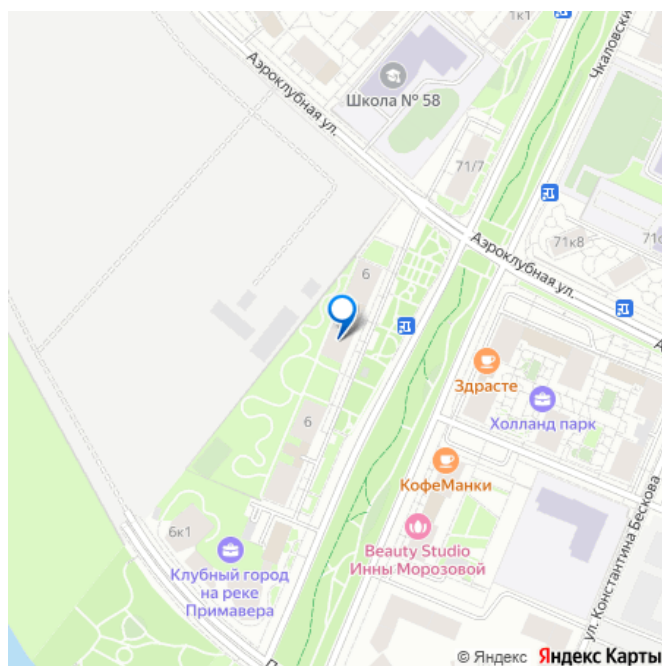 1к1
Чкаловски
Аэроклубная ул.
Школа № 58
71/7
Аэроклубная ул.
71к8
6
Здрасте
Холланд парк
6
КофеМанки
6к1
Beauty Studio
Инны Морозовой
Клубный город
на реке
Примавера
ул. Константина Бескова
© Яндекс Яндекс Карты